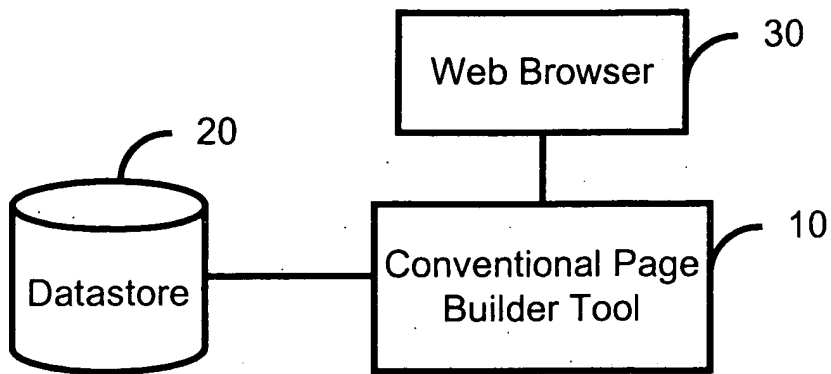 30
Web Browser
20
10
Conventional Page
Builder Tool
Datastore